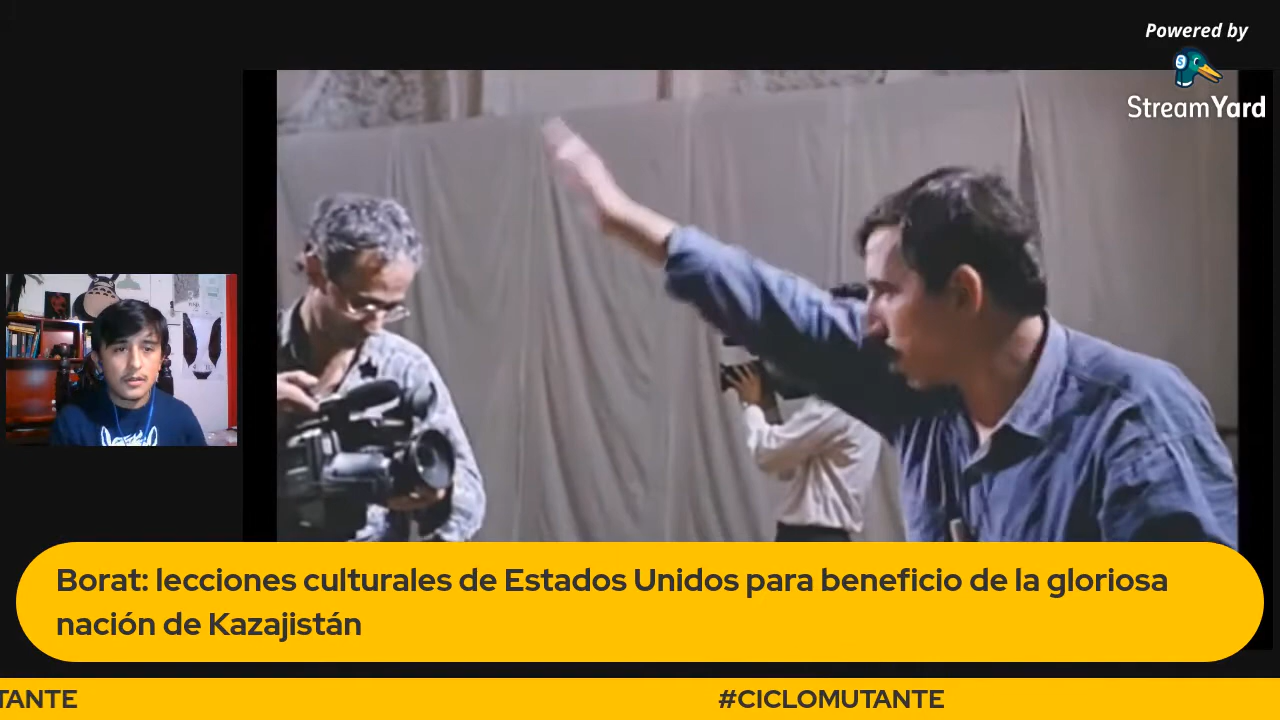 Powered by
StreamYard
Borat: lecciones culturales de Estados Unidos para beneficio de la gloriosa
nación de Kazajistán
TANTE
#CICLOMUTANTE